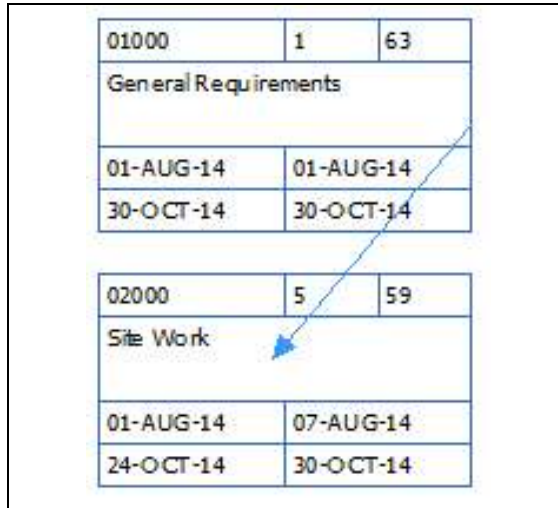 01000 1 63
General Requirements
01-AUG-14 01-AUG-14
30-OCT-14 30-OCT-14
02000 5 59
Site Work
01-AUG-14 07-AUG-14
24-OCT-14 30-OCT-14